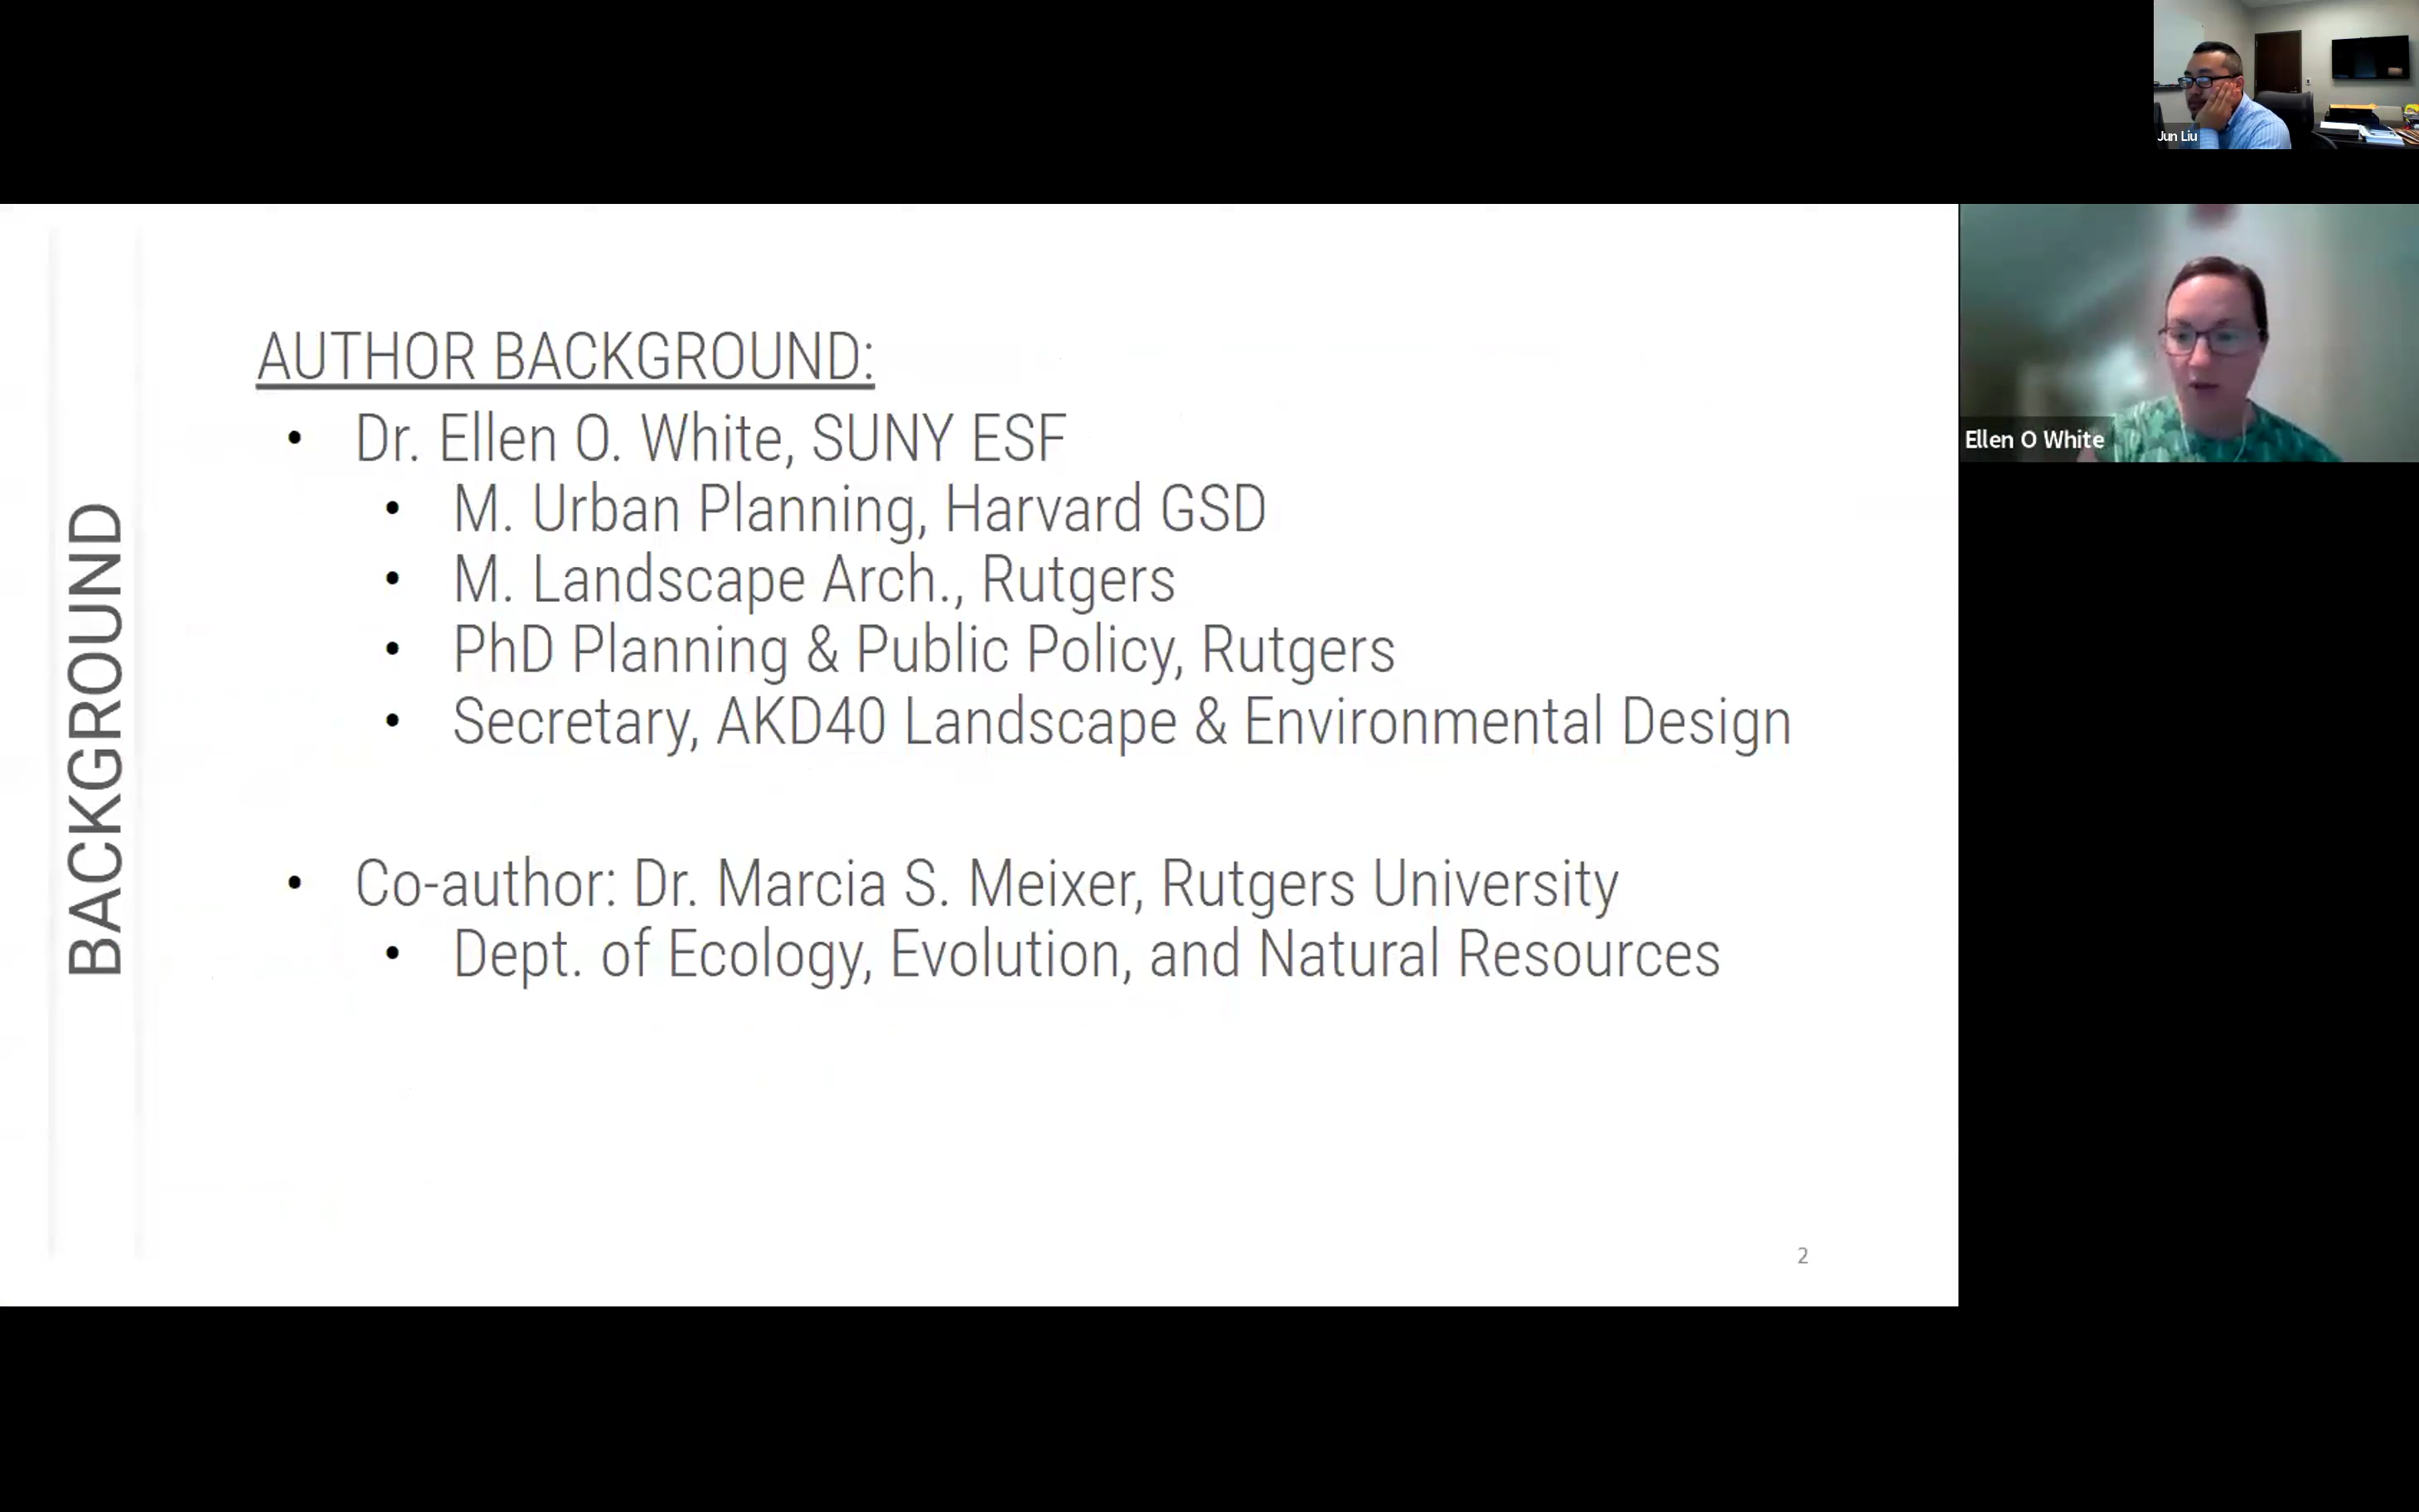 Jun Liu
BACKGROUND
AUTHOR BACKGROUND:
• Dr. Ellen O. White, SUNY ESF
• M. Urban Planning, Harvard GSD
• M. Landscape Arch., Rutgers
• PhD Planning & Public Policy, Rutgers
• Secretary, AKD40 Landscape & Environmental Design
• Co-author: Dr. Marcia S. Meixer, Rutgers University
• Dept. of Ecology, Evolution, and Natural Resources
2
Ellen O White